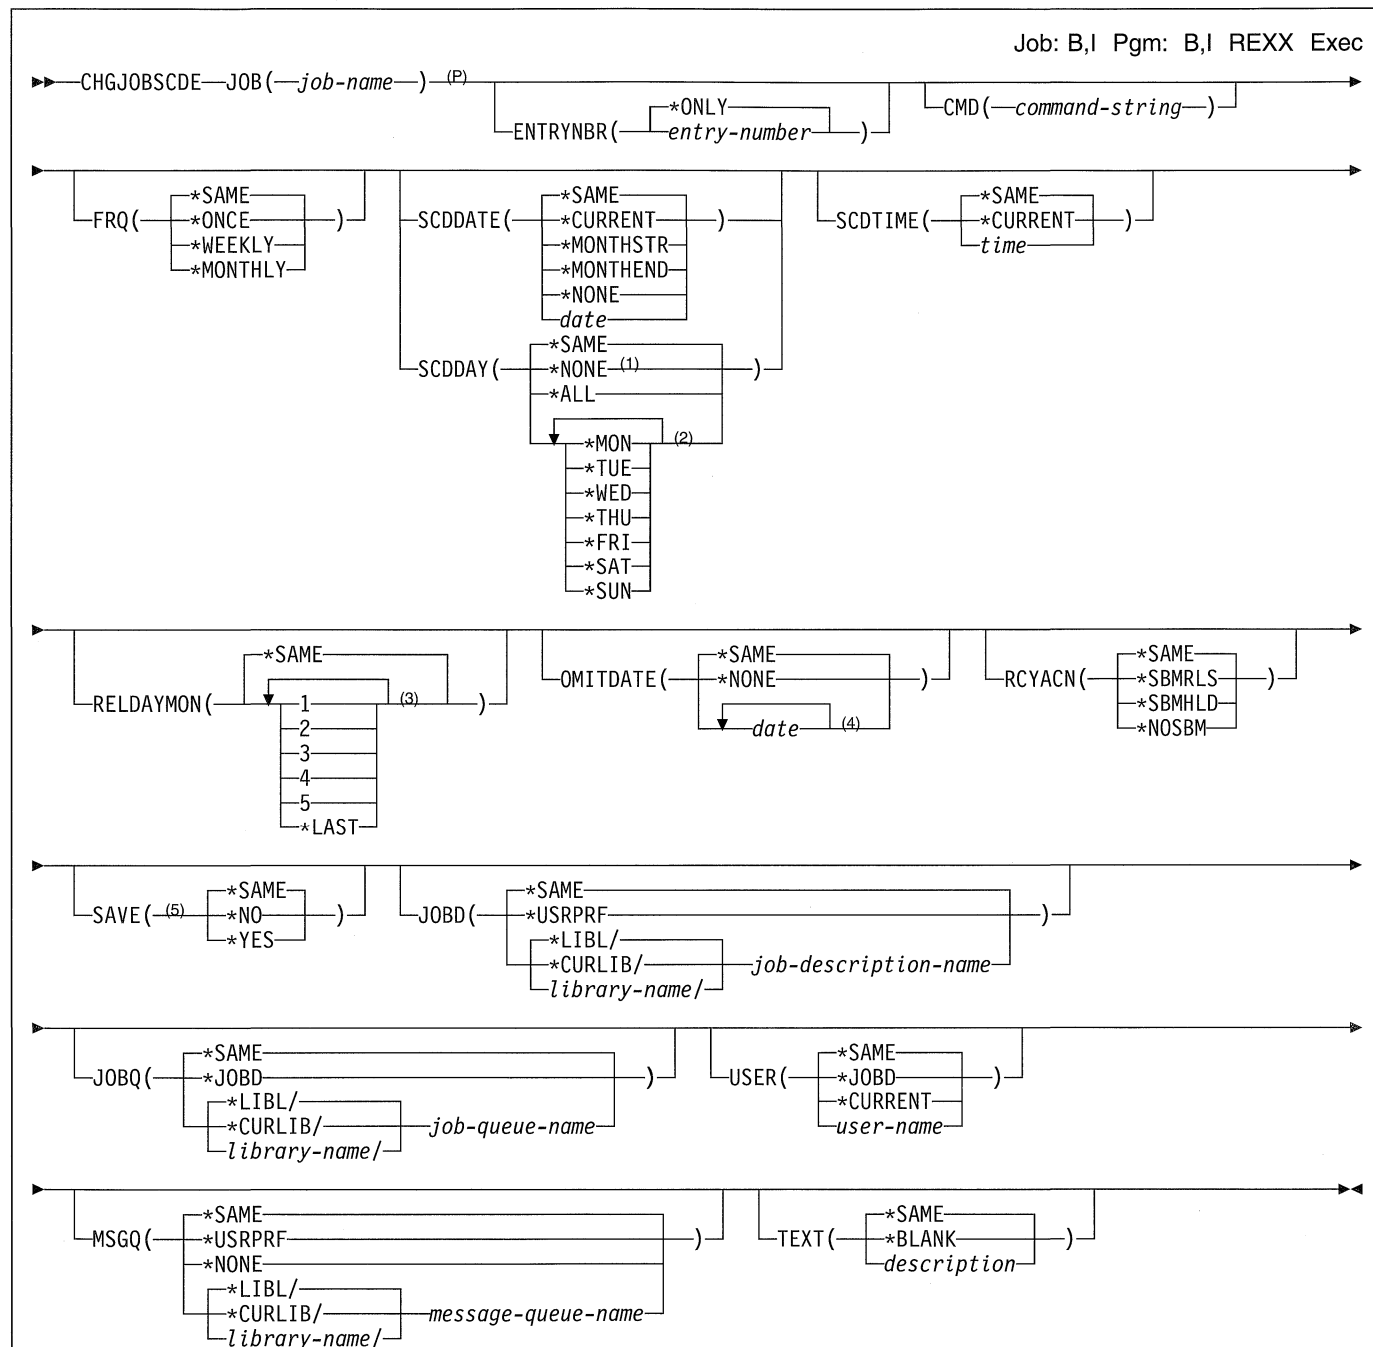 Job: B,I Pgm: B,I REXX Exec
CHGJOBSCDE JOB( job-name ) (P)
ENTRYNBR( *ONLY
entry-number )
CMD( command-string )
FRQ( *SAME
*ONCE )
*WEEKLY
*MONTHLY
SCDDATE( *SAME
*CURRENT )
*MONTHSTR
*MONTHEND
*NONE
date
SCDDAY( *SAME
*NONE (1) )
*ALL
*MON (2)
*TUE
*WED
*THU
*FRI
*SAT
*SUN
SCDTIME( *SAME
*CURRENT )
time
RELDAYMON( *SAME
1 (3) )
2
3
4
5
*LAST
OMITDATE( *SAME
*NONE )
date (4)
RCYACN( *SAME
*SBMRLS )
*SBMHLD
*NOSBM
SAVE( (5) *SAME
*NO )
*YES
JOBD( *SAME
*USRPRF )
*LIBL/
*CURLIB/ job-description-name
library-name/
JOBQ( *SAME
*JOBD )
*LIBL/
*CURLIB/ job-queue-name
library-name/
USER( *SAME
*JOBD )
*CURRENT
user-name
MSGQ( *SAME
*USRPRF )
*NONE
*LIBL/
*CURLIB/ message-queue-name
library-name/
TEXT( *SAME
*BLANK )
description